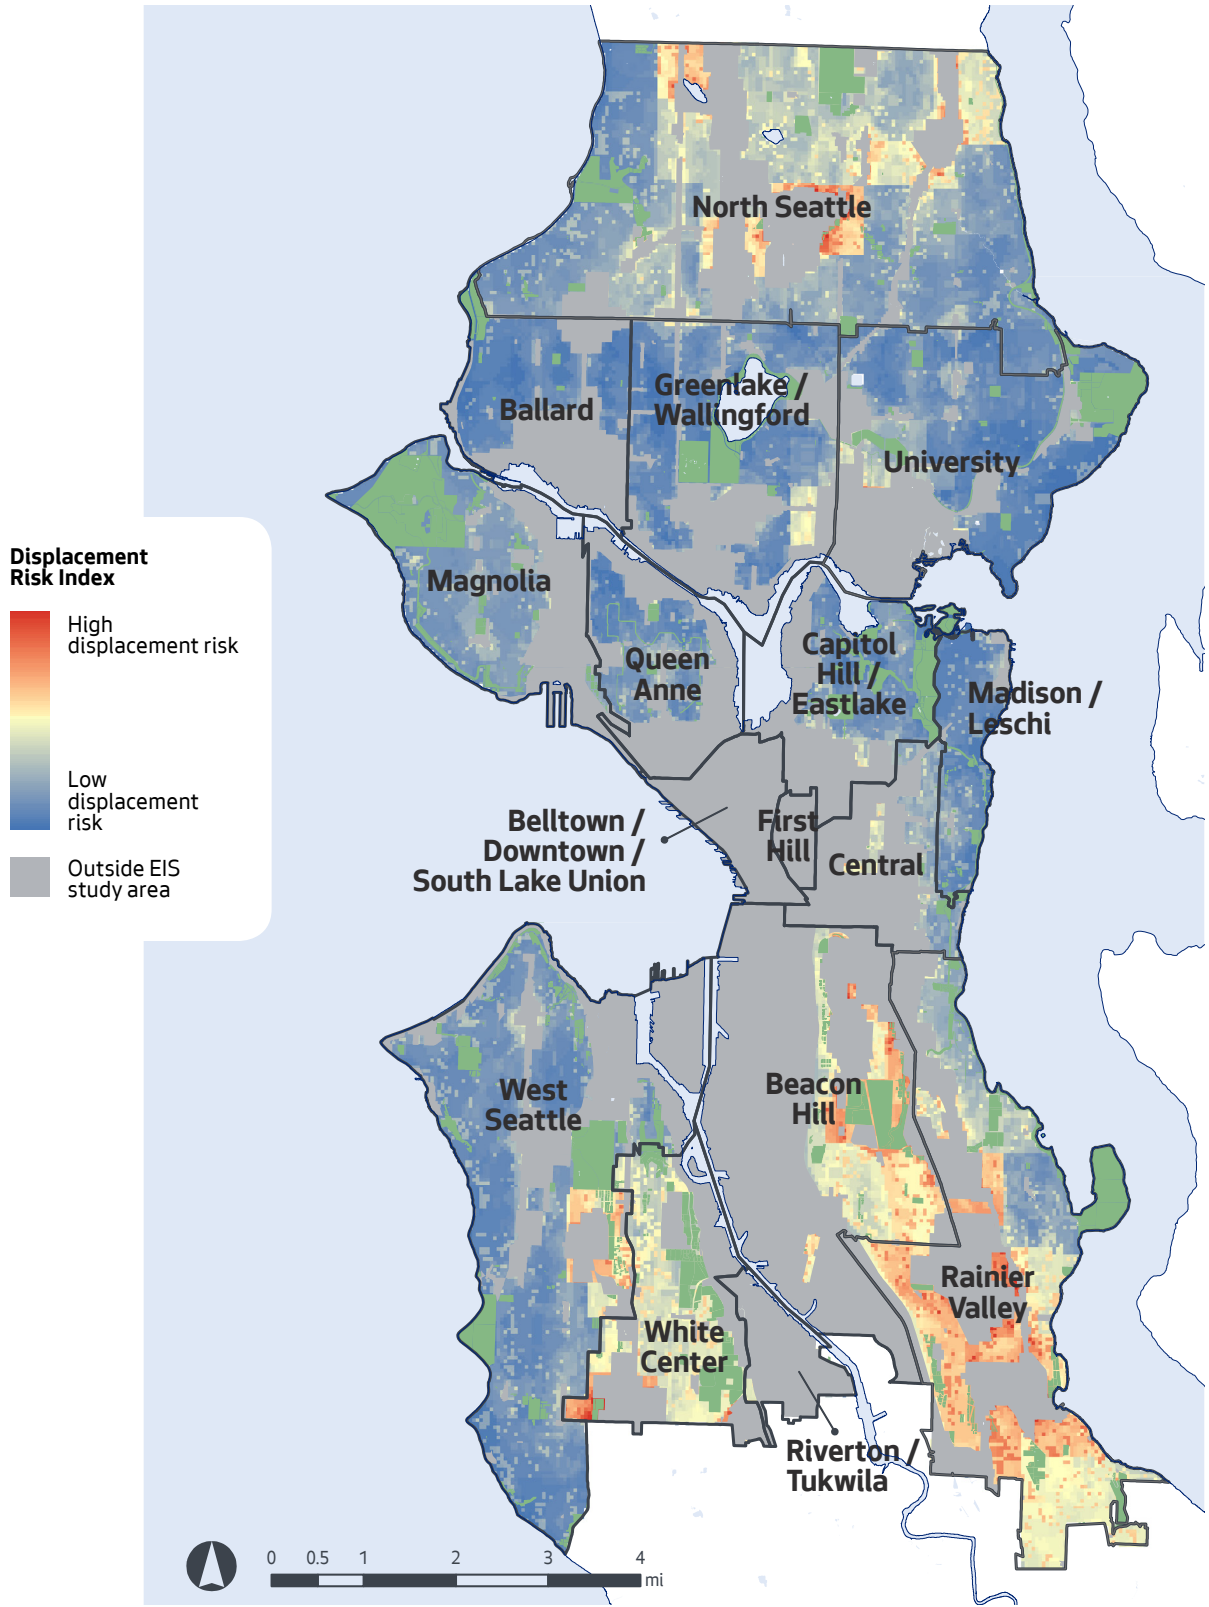 North Seattle
Greenlake /
Wallingford
Ballard
University
Displacement
Risk Index
High
displacement risk
Low
displacement
risk
Outside EIS
study area
Magnolia
Queen
Anne
Capitol
Hill /
Eastlake
Madison /
Leschi
Belltown /
Downtown /
South Lake Union
First
Hill
Central
West
Seattle
Beacon
Hill
Rainier
Valley
White
Center
Riverton /
Tukwila
0 0.5 1 2 3 4
mi